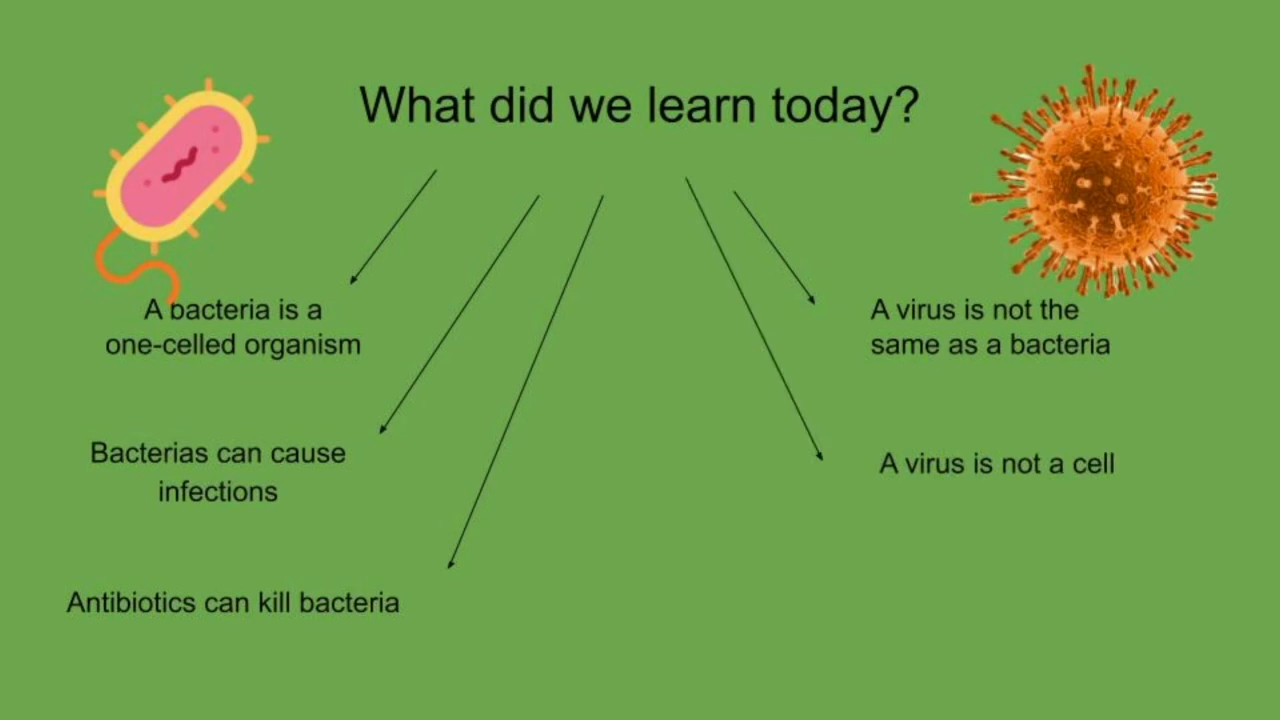 What did we learn today?
A bacteria is a
one-celled organism
Bacterias can cause
infections
Antibiotics can kill bacteria
A virus is not the
same as a bacteria
A virus is not a cell